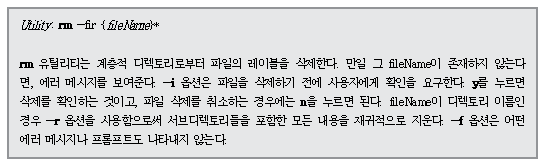 Utility: rm –fir {fileName}*
rm 유틸리티는 계층적 디렉토리로부터 파일의 레이블을 삭제한다. 만일 그 fileName이 존재하지 않는다
면, 에러 메시지를 보여준다. –i 옵션은 파일을 삭제하기 전에 사용자에게 확인을 요구한다. y를 누르면
삭제를 확인하는 것이고, 파일 삭제를 취소하는 경우에는 n을 누르면 된다. fileName이 디렉토리 이름인
경우 –r 옵션을 사용함으로써 서브디렉토리들을 포함한 모든 내용을 재귀적으로 지운다. –f 옵션은 어떤
에러 메시지나 프롬프트도 나타내지 않는다.